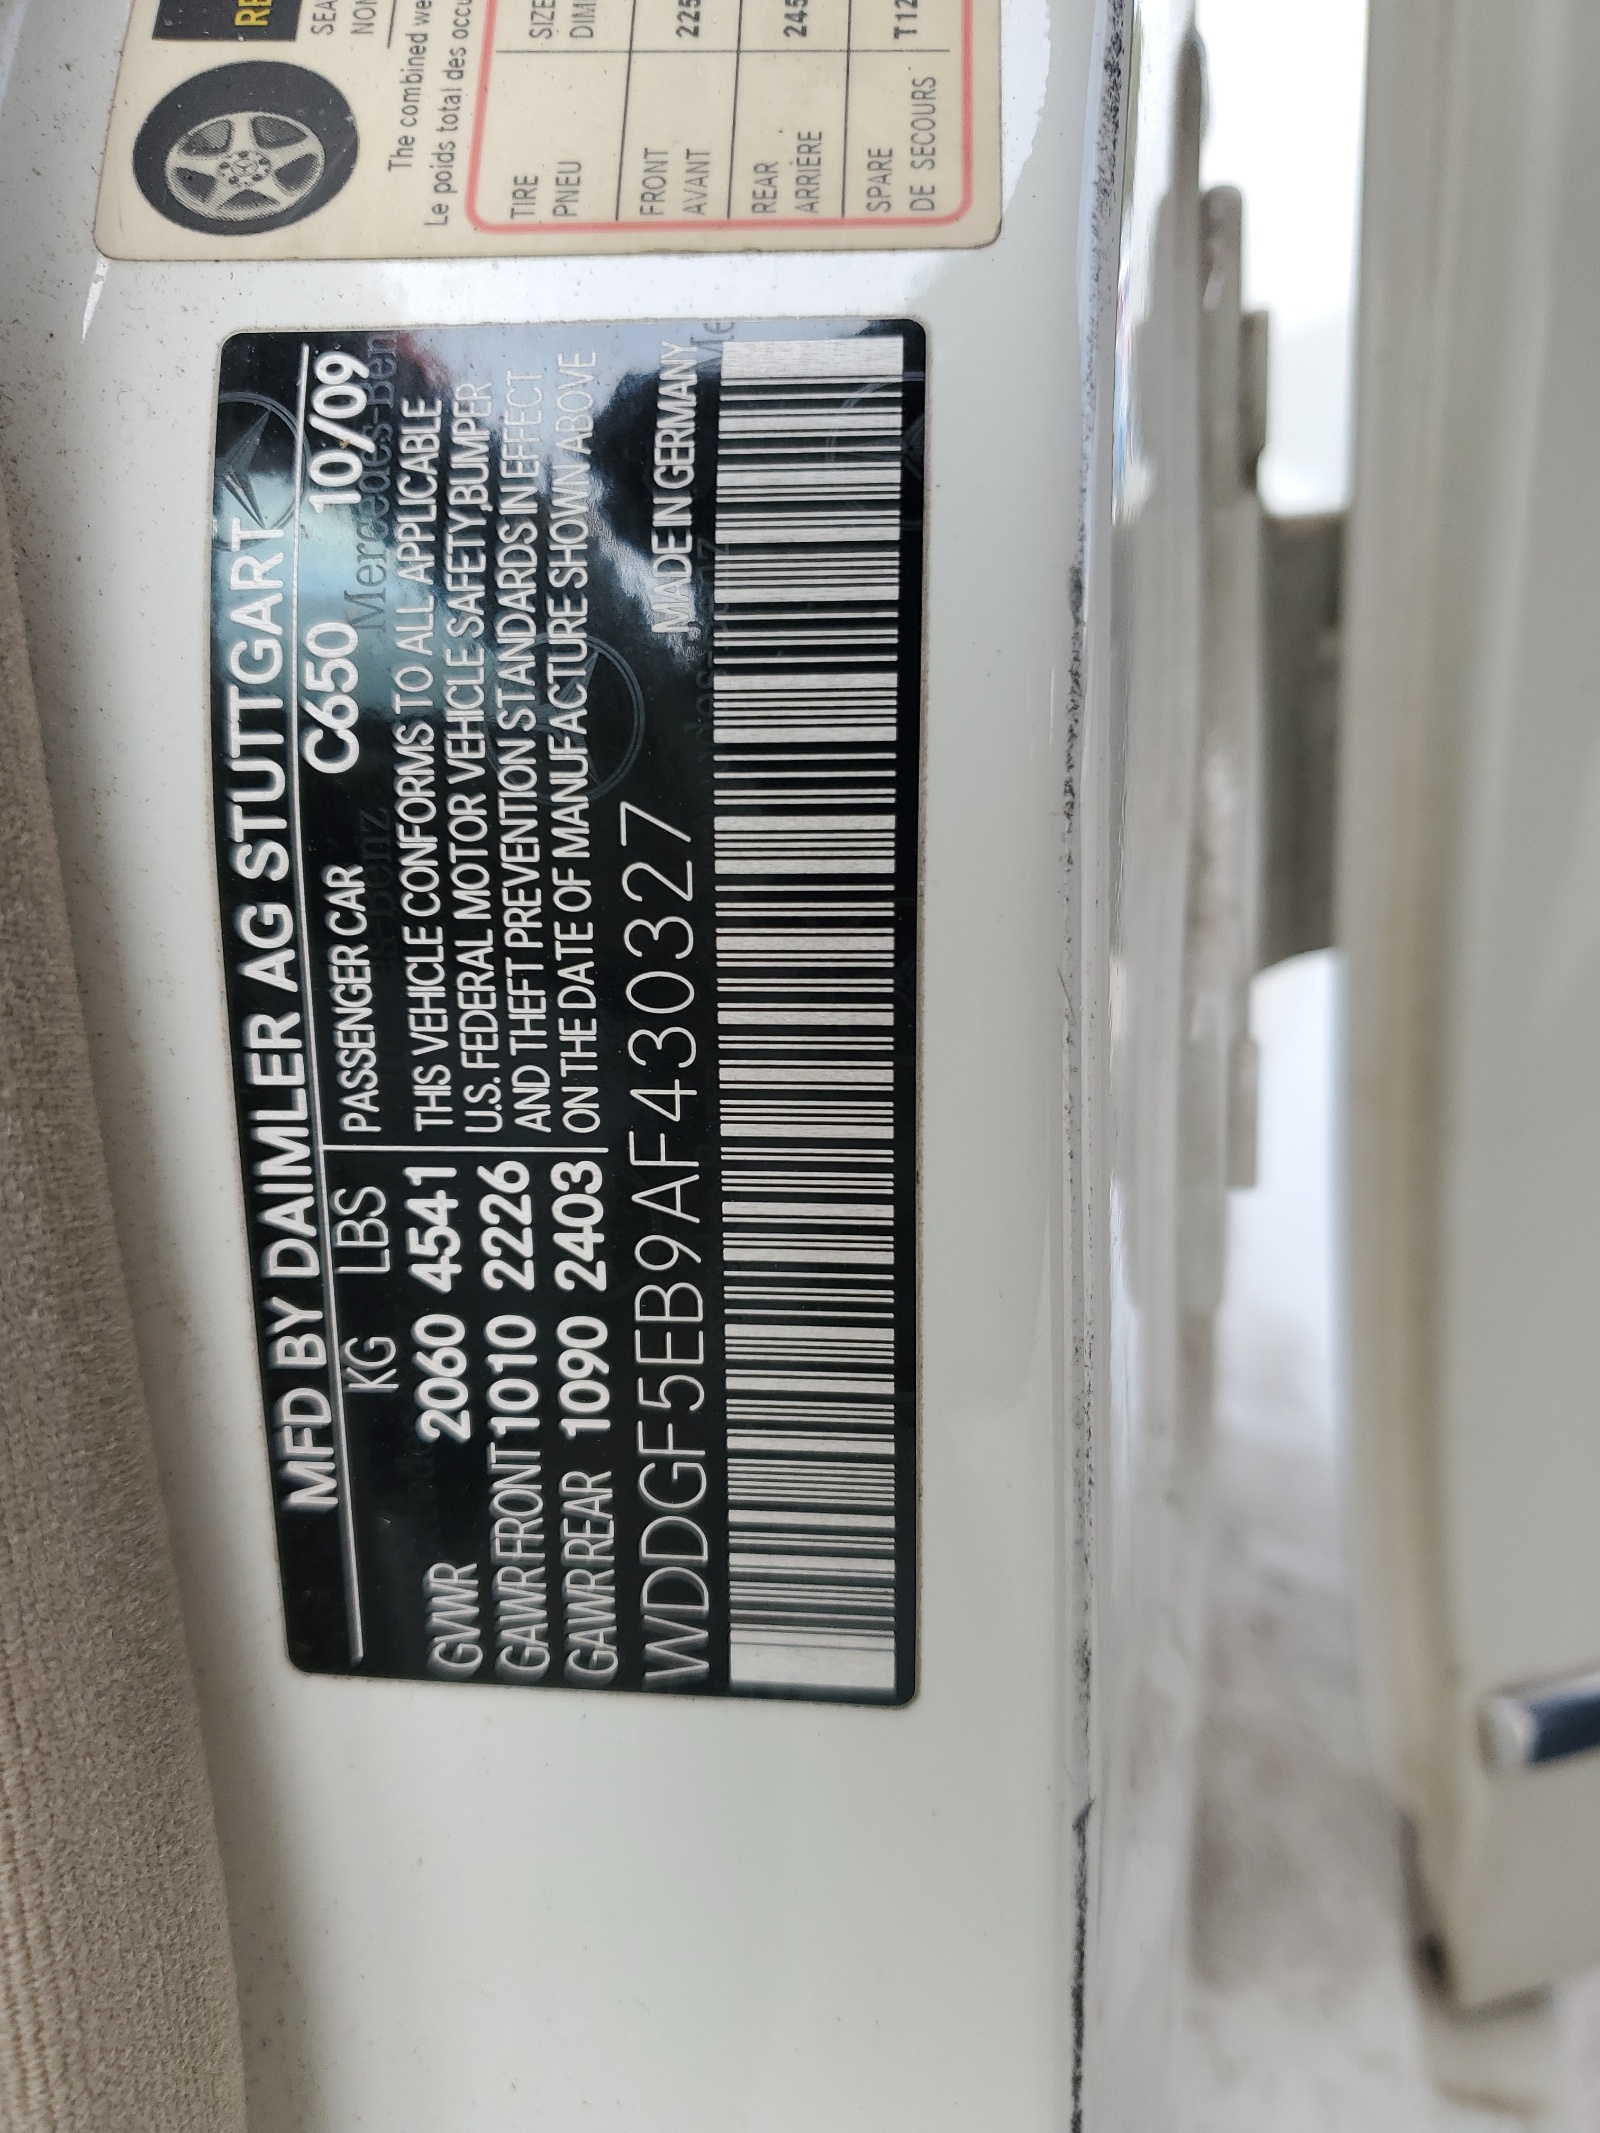 MFD BY DAIMLER AG STUTTGART
KG LBS PASSENGER CAR C650 10/09
GVWR 2060 4541 THIS VEHICLE CONFORMS TO ALL APPLICABLE
GAWR FRONT 1010 2226 U.S. FEDERAL MOTOR VEHICLE SAFETY, BUMPER
GAWR REAR 1090 2403 AND THEFT PREVENTION STANDARDS IN EFFECT
ON THE DATE OF MANUFACTURE SHOWN ABOVE
WDDGF5EB9AF430327 MADE IN GERMANY
Mercedes-Ben
The combined we
Le poids total des occu
TIRE SIZE
PNEU DIM
FRONT
AVANT 225
REAR
ARRIÈRE 245
SPARE
DE SECOURS T12